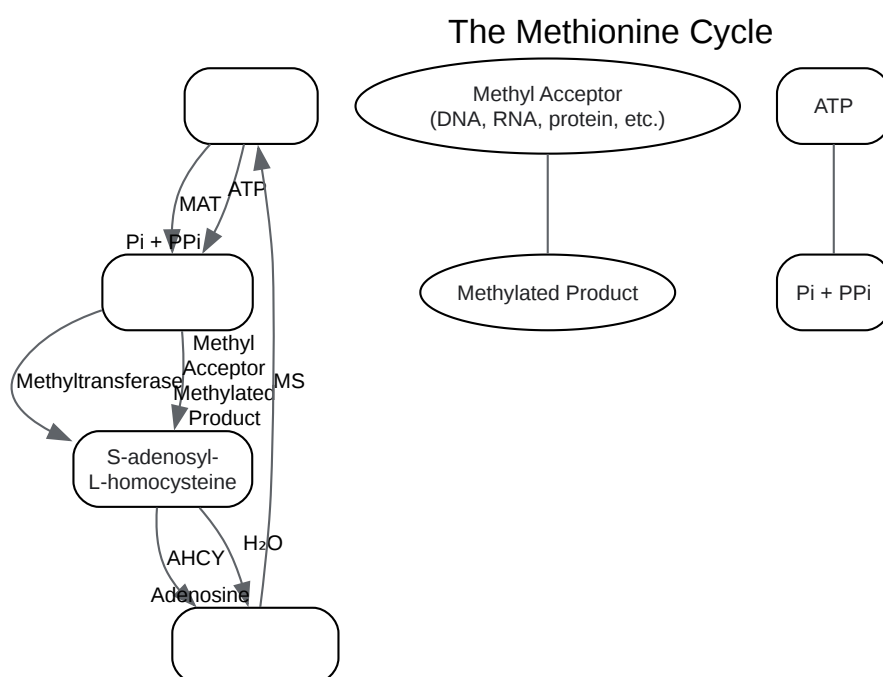 The Methionine Cycle
Methyl Acceptor
(DNA, RNA, protein, etc.)
ATP
MAT
ATP
Pi + PPi
Methylated Product
Pi + PPi
Methyltransferase
Methyl
Acceptor
Methylated
Product
MS
S-adenosyl-
L-homocysteine
AHCY
H₂O
Adenosine